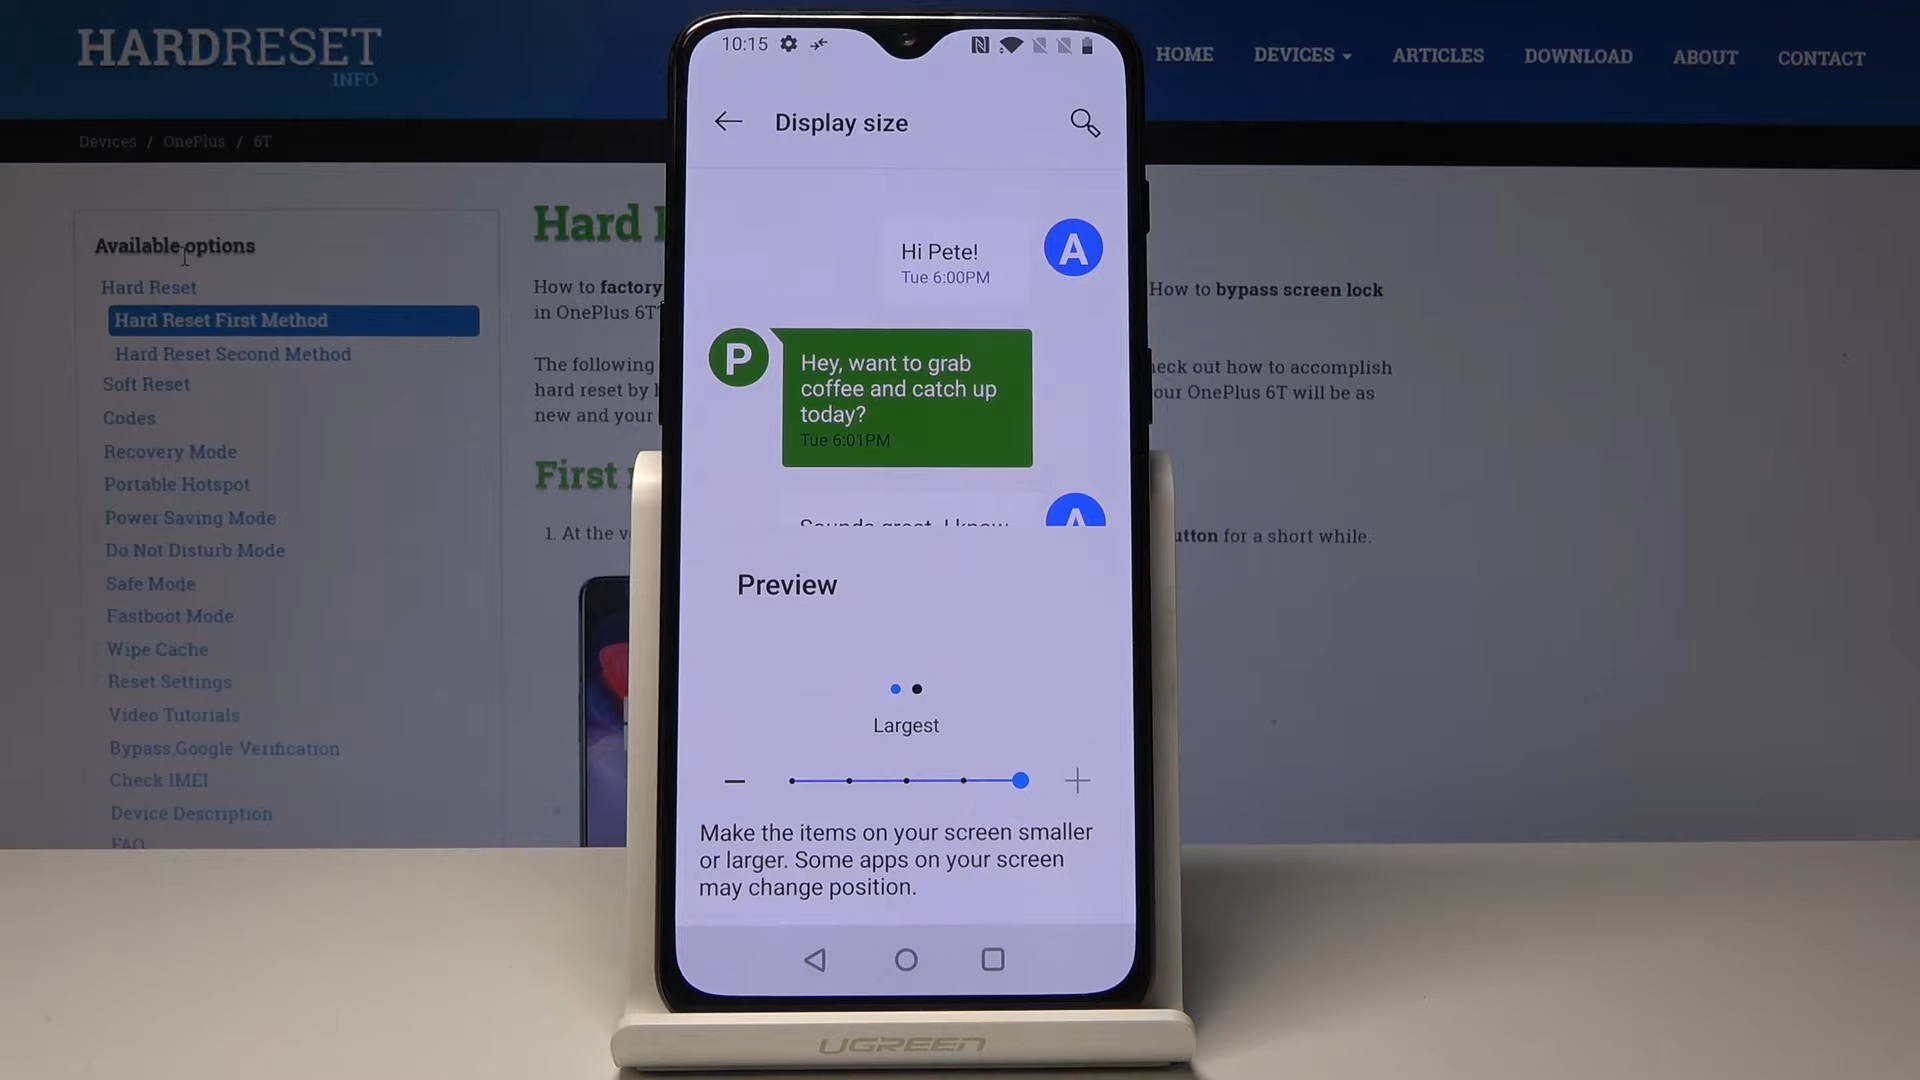 HARDRESET
.INFO
HOME
DEVICES
ARTICLES
DOWNLOAD
ABOUT
CONTACT
Devices / OnePlus / 6T
Available options
Hard Reset
Hard Reset First Method
Hard Reset Second Method
Soft Reset
Codes
Recovery Mode
Portable Hotspot
Power Saving Mode
Do Not Disturb Mode
Safe Mode
Fastboot Mode
Wipe Cache
Reset Settings
Video Tutorials
Bypass Google Verification
Check IMEI
Device Description
FAQ
Hard
How to factory
in OnePlus 6T
The following
hard reset by
new and your
First
1. At the
How to bypass screen lock
eck out how to accomplish
our OnePlus 6T will be as
utton for a short while.
10:15
Display size
Hi Pete!
Tue 6:00PM
A
P
Hey, want to grab
coffee and catch up
today?
Tue 6:01PM
Sounds great. I know
A
Preview
Largest
Make the items on your screen smaller
or larger. Some apps on your screen
may change position.
UGREEN